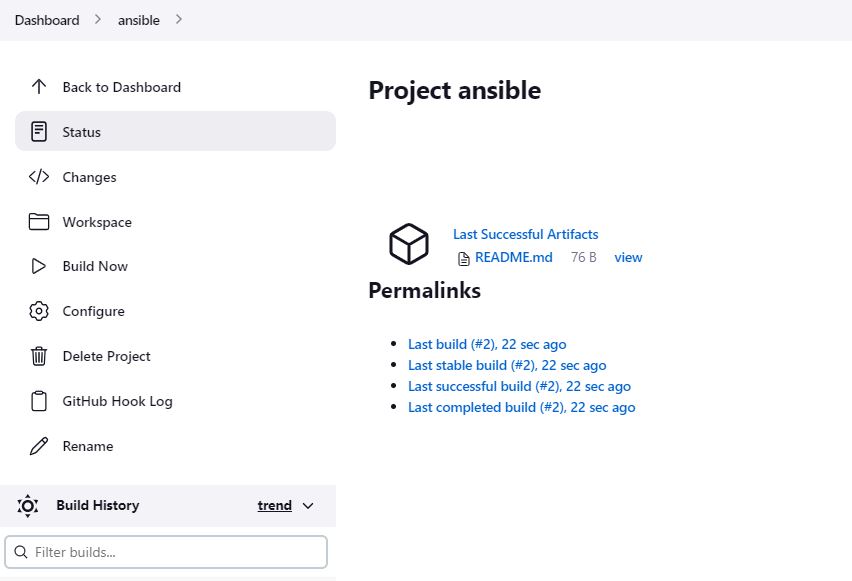 Dashboard > ansible >
Back to Dashboard
Status
Changes
Workspace
Build Now
Configure
Delete Project
GitHub Hook Log
Rename
Build History trend
Filter builds...
Project ansible
Last Successful Artifacts
README.md 76 B view
Permalinks
Last build (#2), 22 sec ago
Last stable build (#2), 22 sec ago
Last successful build (#2), 22 sec ago
Last completed build (#2), 22 sec ago